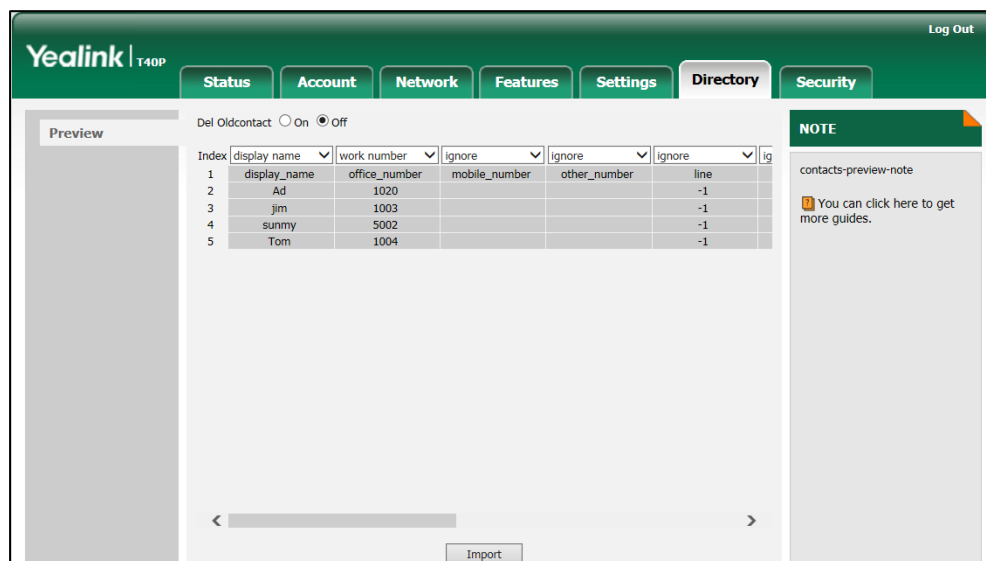 Log Out
Yealink | T40P
Status Account Network Features Settings Directory Security
Preview
Del Oldcontact On Off
Index display name work number ignore ignore ignore ig
1 display_name office_number mobile_number other_number line
2 Ad 1020 -1
3 jim 1003 -1
4 sunmy 5002 -1
5 Tom 1004 -1
Import
NOTE
contacts-preview-note
You can click here to get
more guides.